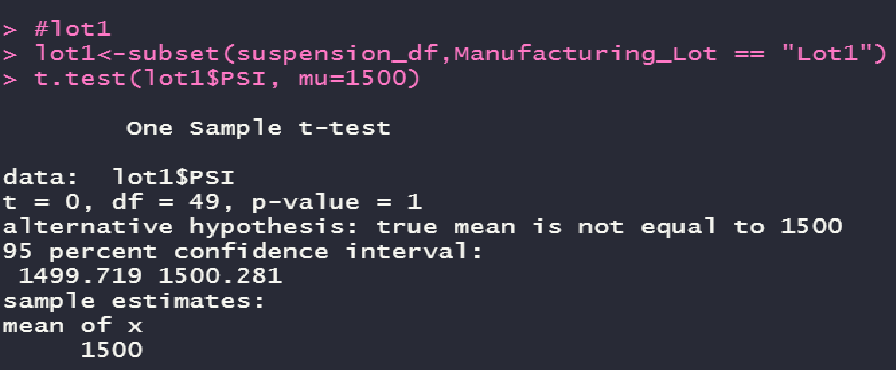 > #lot1
> lot1<-subset(suspension_df,Manufacturing_Lot == "Lot1")
> t.test(lot1$PSI, mu=1500)
One Sample t-test
data:  lot1$PSI
t = 0, df = 49, p-value = 1
alternative hypothesis: true mean is not equal to 1500
95 percent confidence interval:
1499.719 1500.281
sample estimates:
mean of x
1500